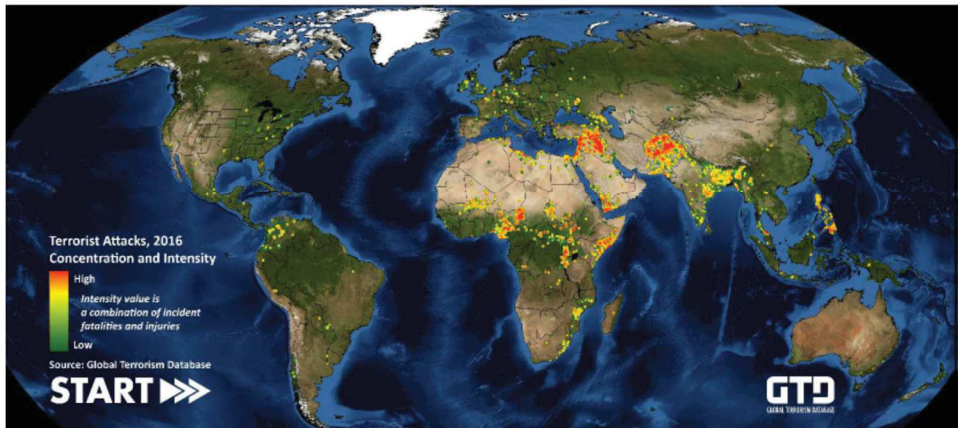 Terrorist Attacks, 2016
Concentration and Intensity
High
Intensity value is
a combination of incident
fatalities and injuries
Low
Source: Global Terrorism Database
START
GTD
GLOBAL TERRORISM DATABASE